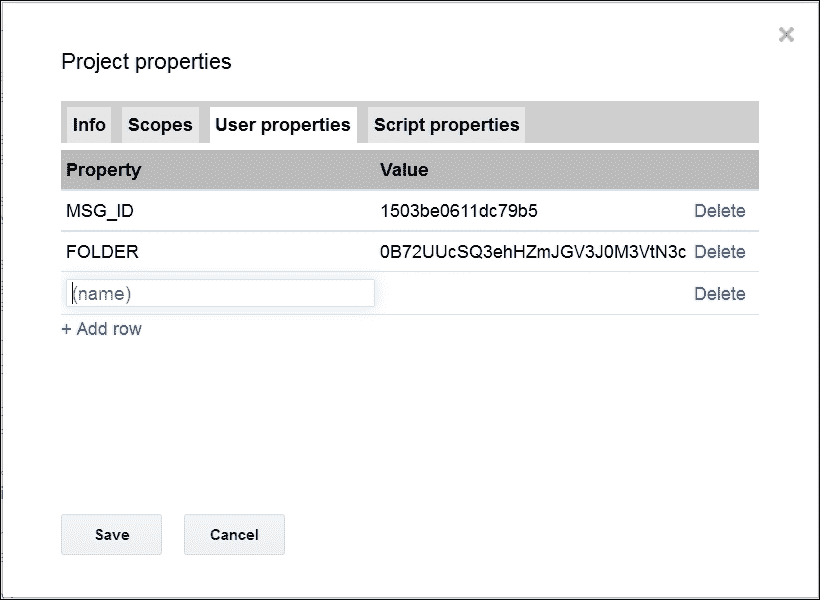 Project properties
Info Scopes User properties Script properties
Property Value
MSG_ID 1503be0611dc79b5 Delete
FOLDER 0B72UUcSQ3ehHZmJGV3J0M3VtN3c Delete
(name) Delete
+ Add row
Save Cancel